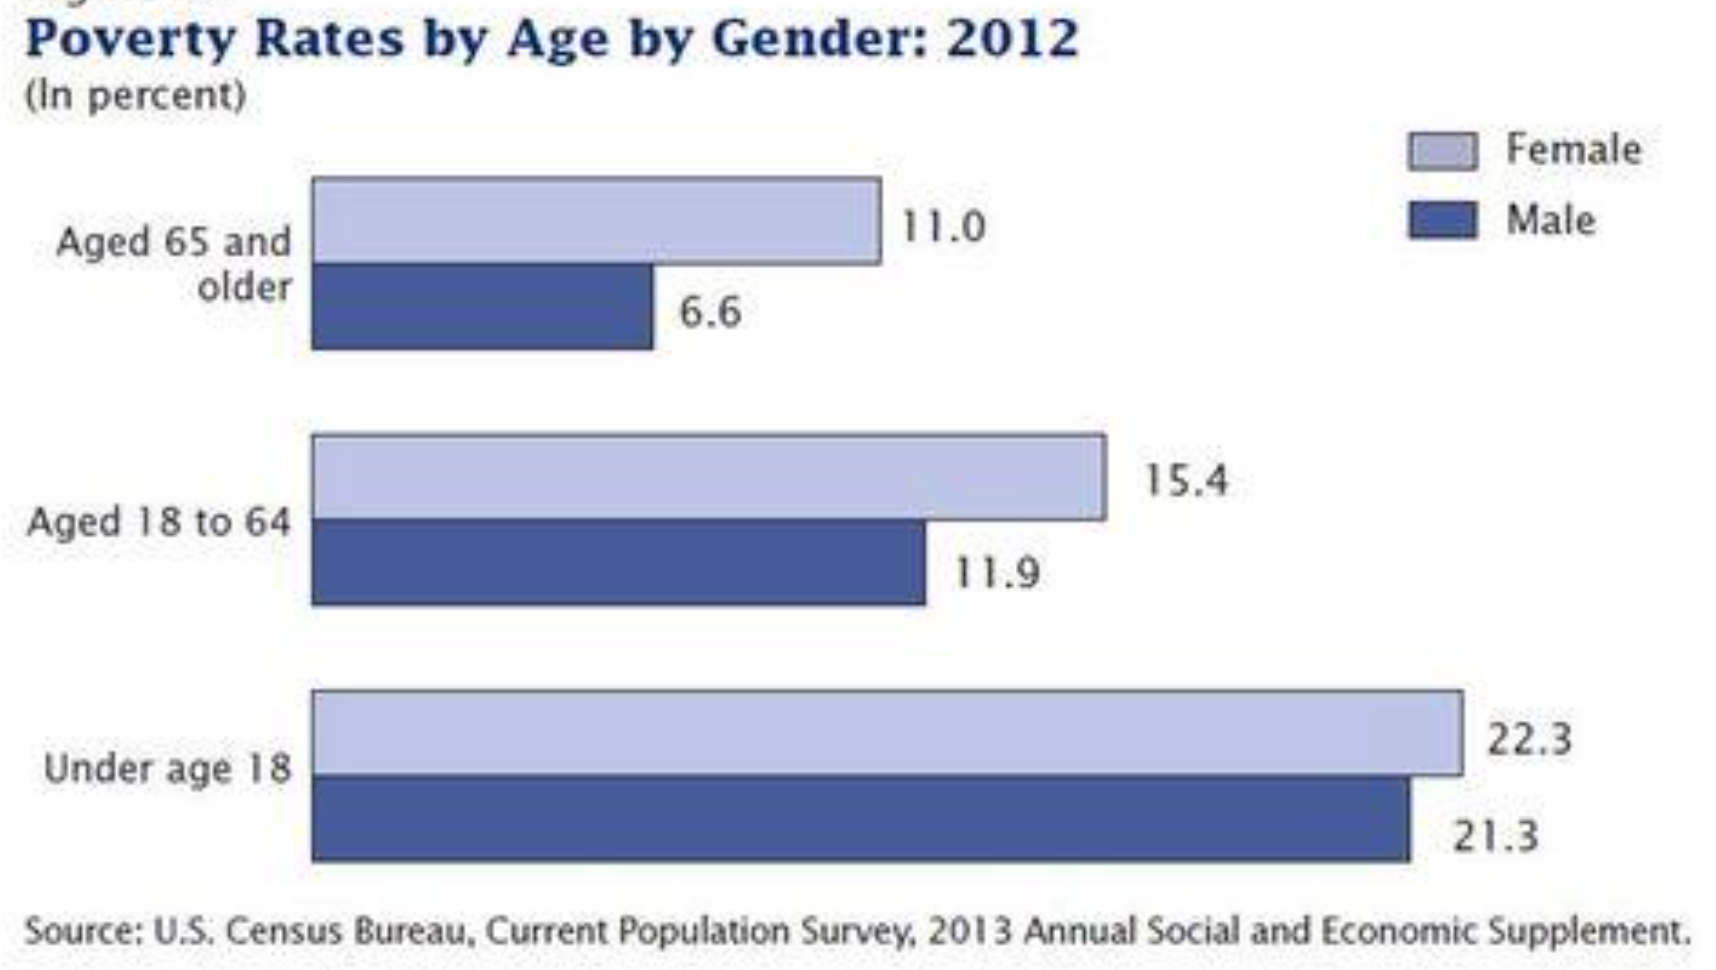 Poverty Rates by Age by Gender: 2012
(In percent)
Female
Male
Aged 65 and
older
11.0
6.6
Aged 18 to 64
15.4
11.9
Under age 18
22.3
21.3
Source: U.S. Census Bureau, Current Population Survey, 2013 Annual Social and Economic Supplement.